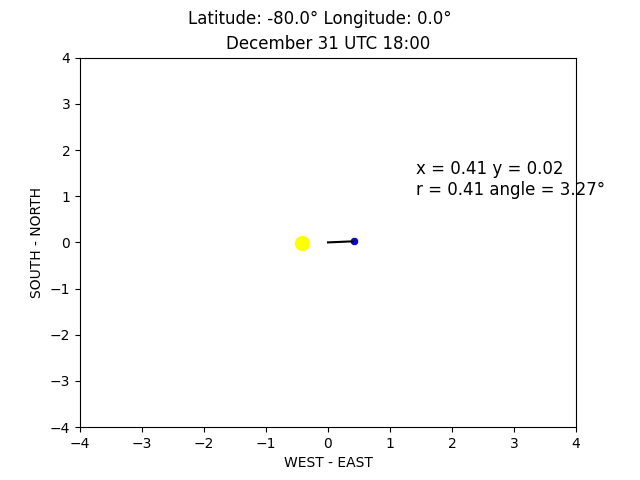 Latitude: -80.0° Longitude: 0.0°
December 31 UTC 18:00
4
3
2
1
0
−1
−2
−3
−4
SOUTH - NORTH
x = 0.41 y = 0.02
r = 0.41 angle = 3.27°
−4 −3 −2 −1 0 1 2 3 4
WEST - EAST